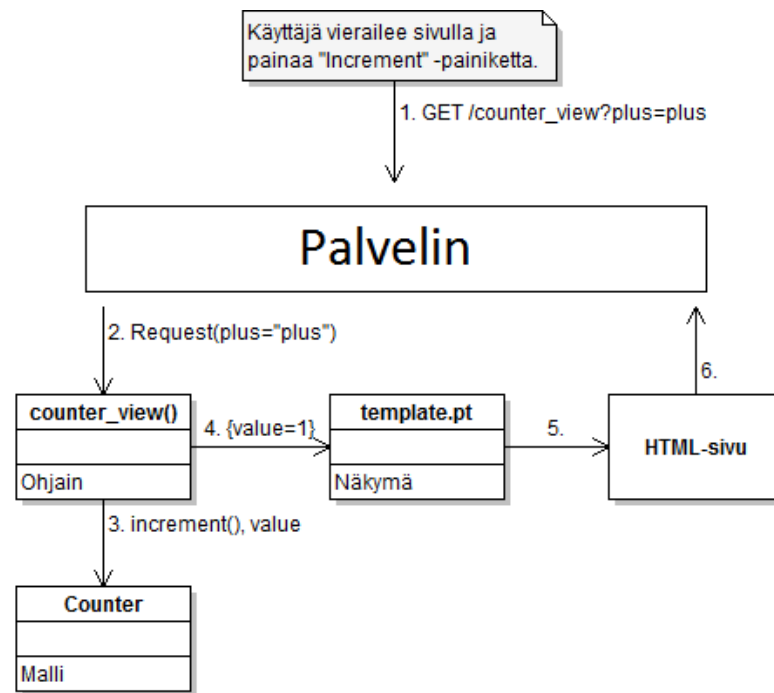 Käyttäjä vierailee sivulla ja
painaa "Increment" -painiketta.
1. GET /counter_view?plus=plus
Palvelin
2. Request(plus="plus")
6.
counter_view()
Ohjain
4. {value=1}
template.pt
Näkymä
5.
HTML-sivu
3. increment(), value
Counter
Malli